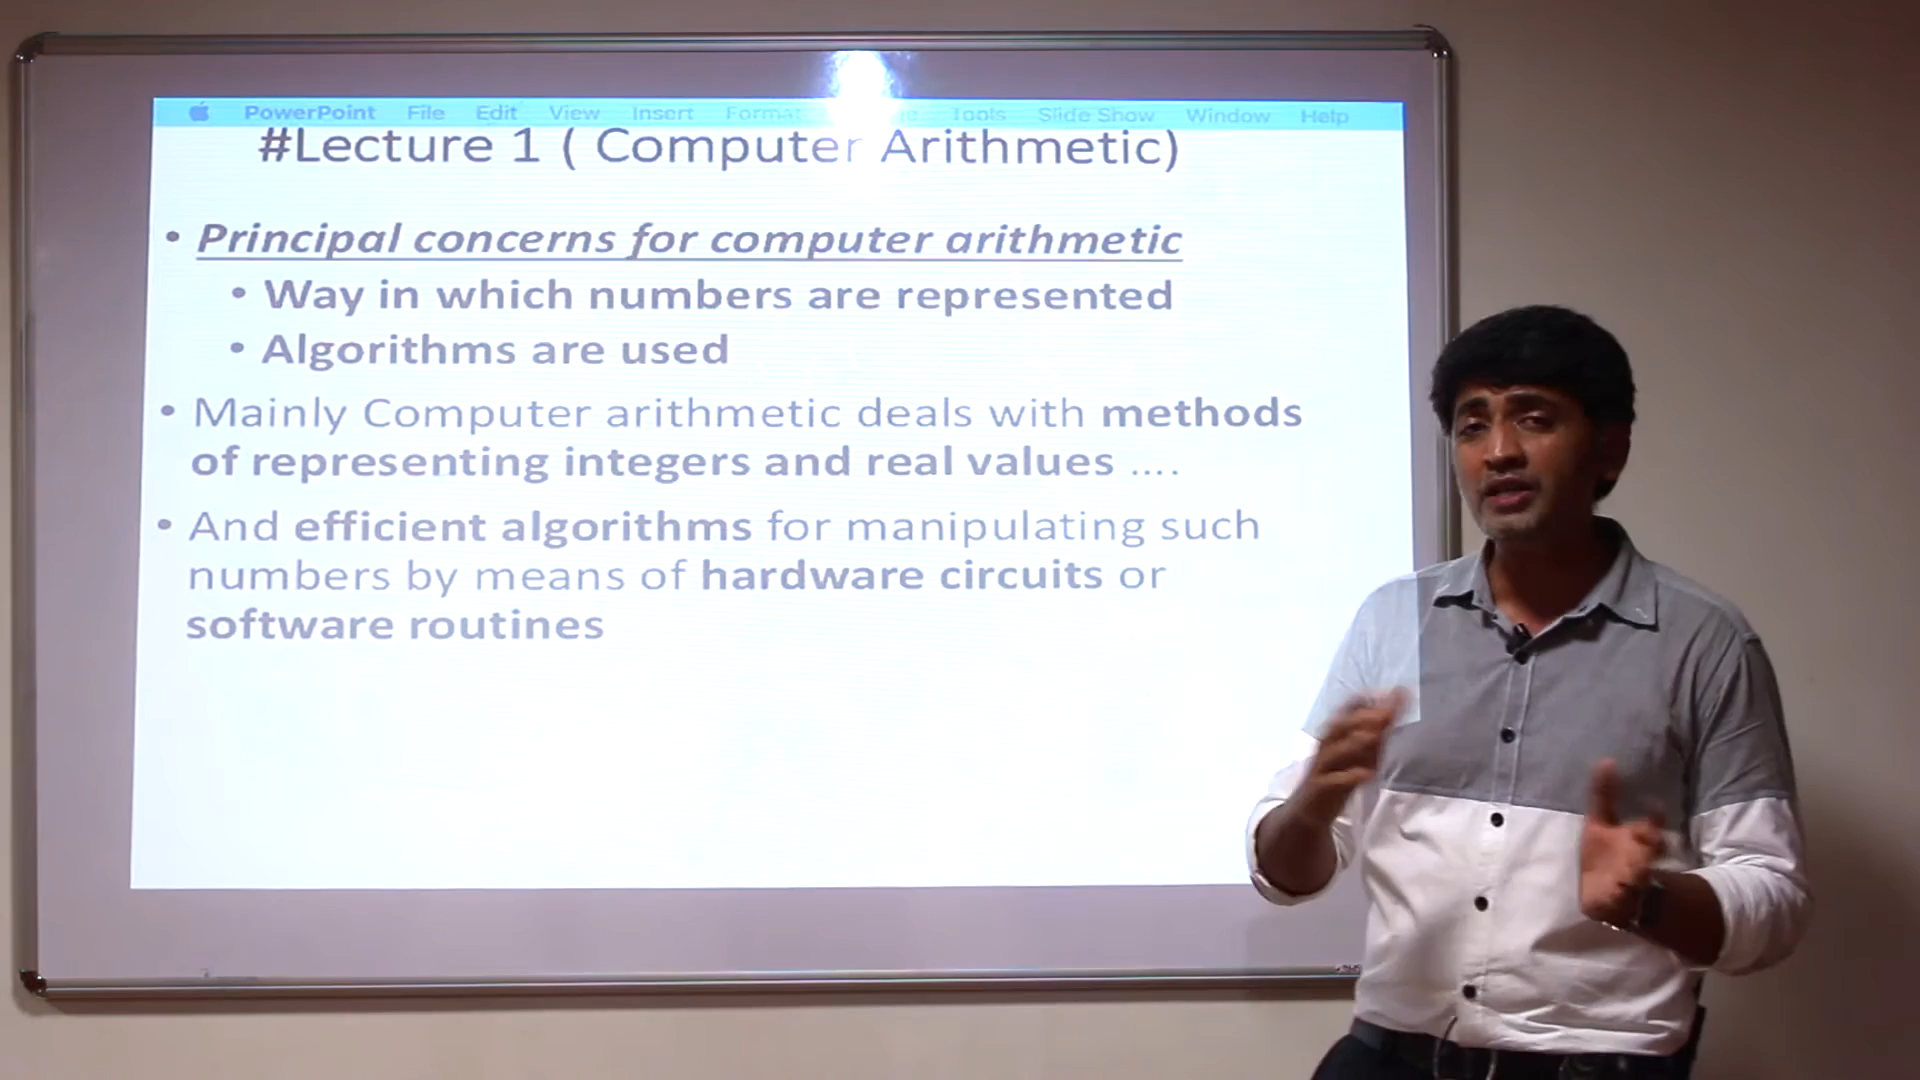 PowerPoint File Edit View Insert Format Tools Slide Show Window Help
#Lecture 1 ( Computer Arithmetic)
• Principal concerns for computer arithmetic
• Way in which numbers are represented
• Algorithms are used
• Mainly Computer arithmetic deals with methods
of representing integers and real values ....
• And efficient algorithms for manipulating such
numbers by means of hardware circuits or
software routines